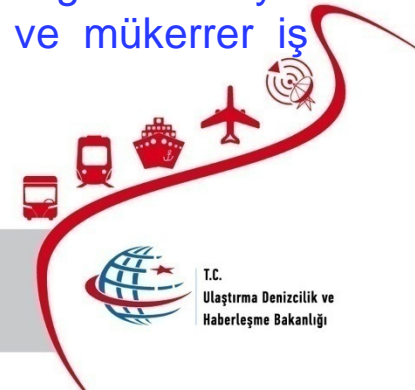 ve mükerrer iş
T.C.
Ulaştırma Denizcilik ve
Haberleşme Bakanlığı